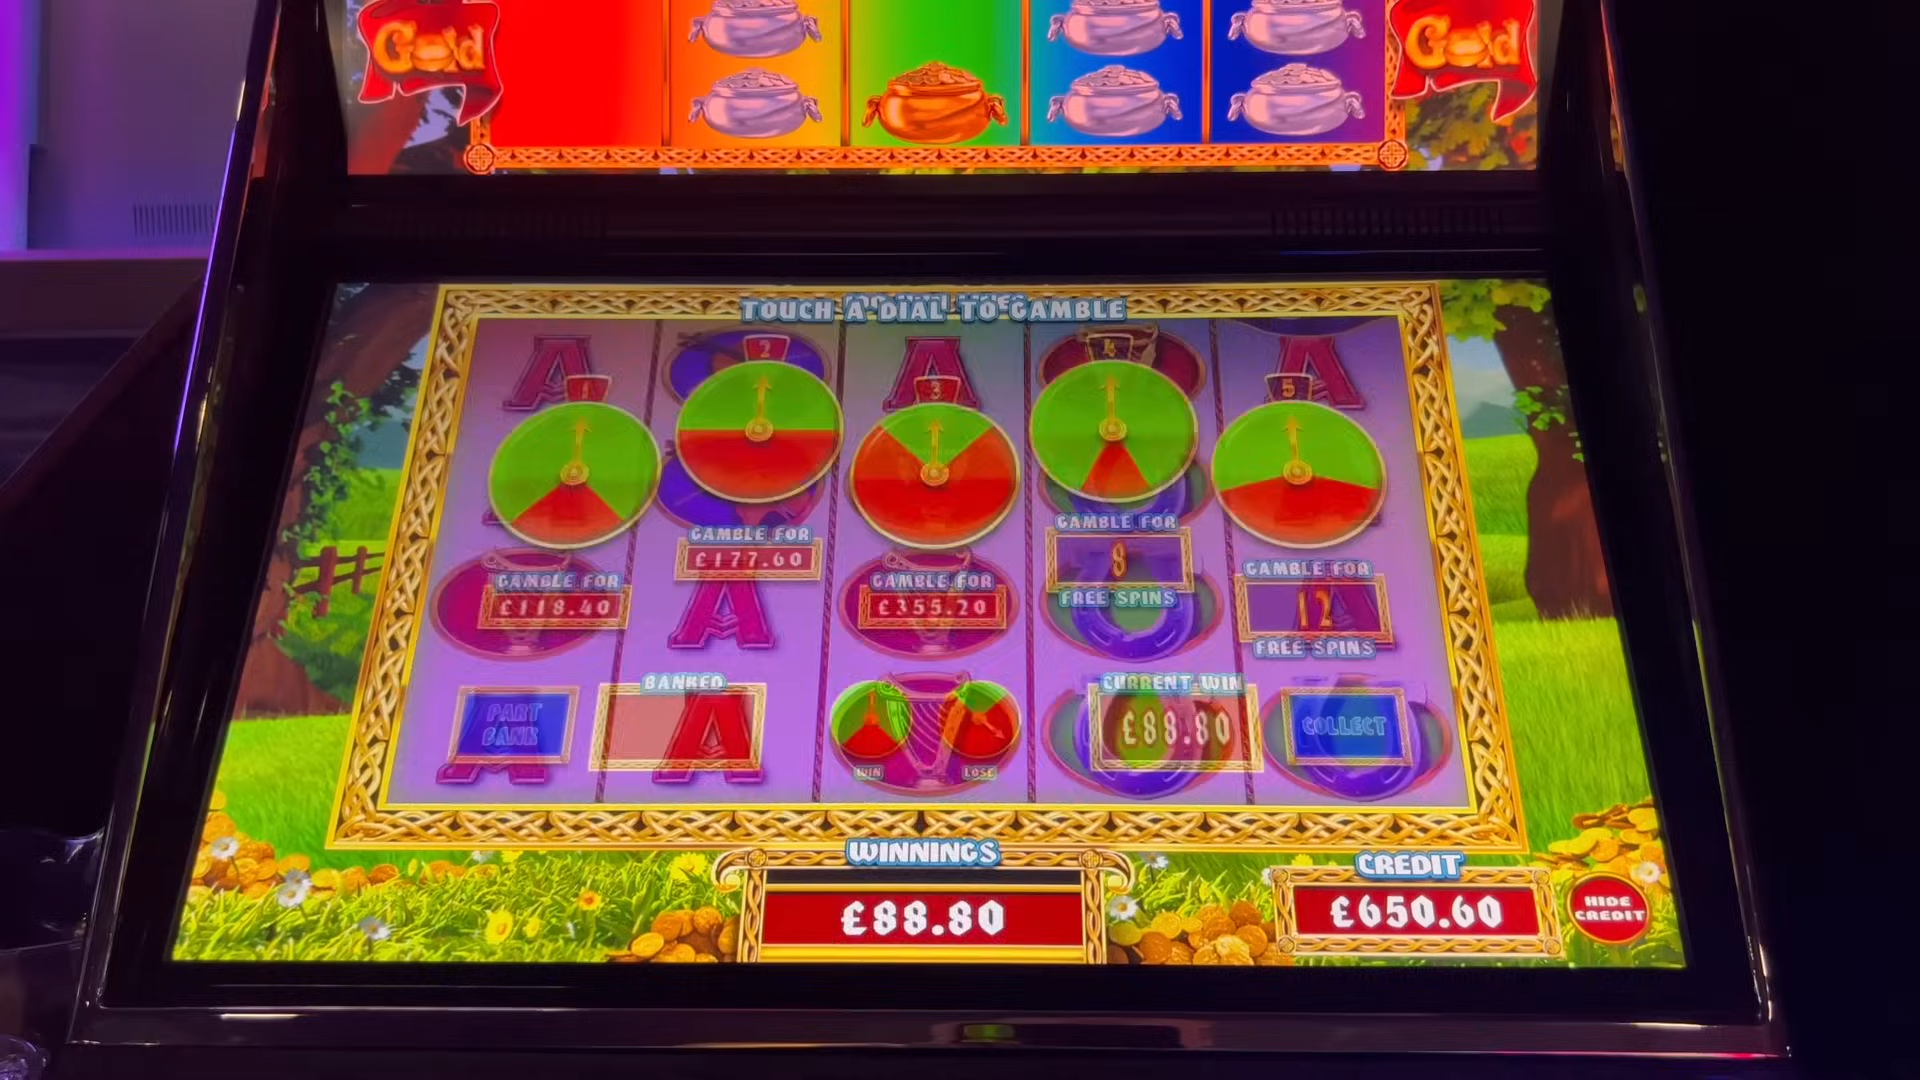 Gold
Gold
TOUCH A DIAL TO GAMBLE
1
2
3
4
5
GAMBLE FOR
£118.40
GAMBLE FOR
£177.60
GAMBLE FOR
£355.20
GAMBLE FOR
8
FREE SPINS
GAMBLE FOR
12
FREE SPINS
A
A
A
A
A
A
A
PART
BANK
BANKED
WIN
LOSE
CURRENT WIN
£88.80
COLLECT
WINNINGS
£88.80
CREDIT
£650.60
HIDE
CREDIT